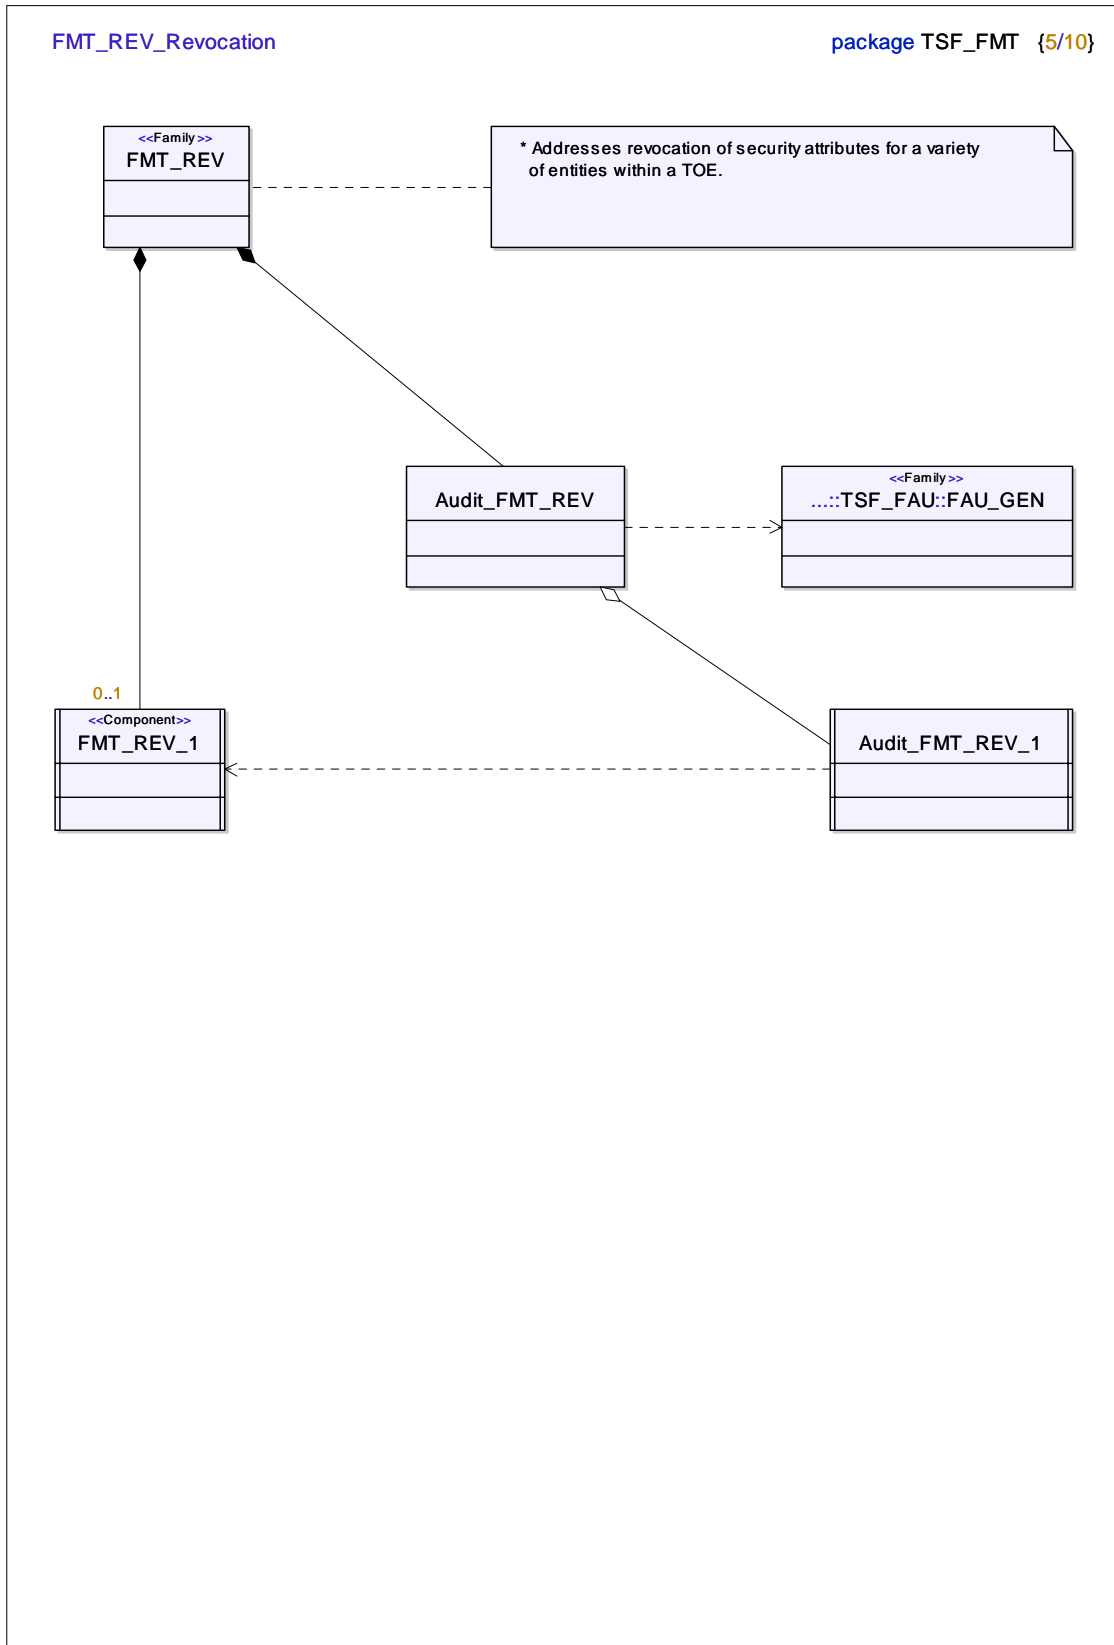 FMT_REV_Revocation
package TSF_FMT {5/10}
<<Family>>
FMT_REV
* Addresses revocation of security attributes for a variety
of entities within a TOE.
Audit_FMT_REV
<<Family>>
...::TSF_FAU::FAU_GEN
0..1
<<Component>>
FMT_REV_1
Audit_FMT_REV_1